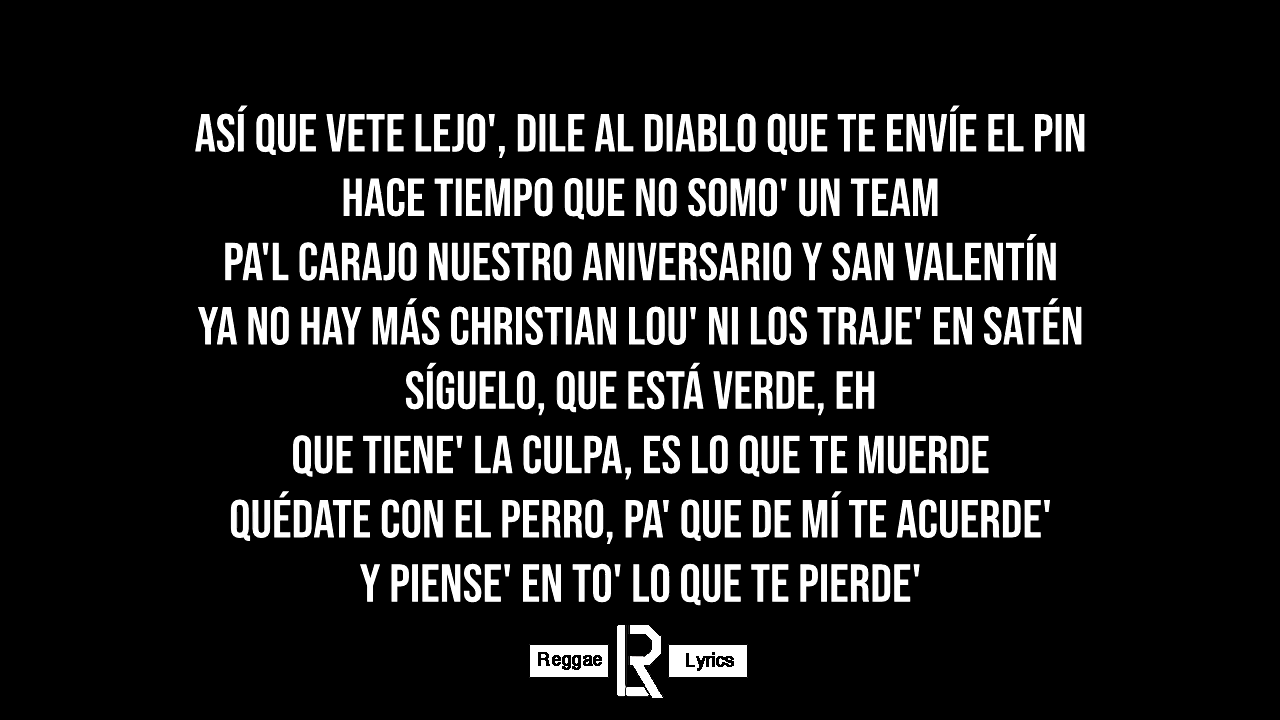 ASÍ QUE VETE LEJO', DILE AL DIABLO QUE TE ENVÍE EL PIN
HACE TIEMPO QUE NO SOMO' UN TEAM
PA'L CARAJO NUESTRO ANIVERSARIO Y SAN VALENTÍN
YA NO HAY MÁS CHRISTIAN LOU' NI LOS TRAJE' EN SATÉN
SÍGUELO, QUE ESTÁ VERDE, EH
QUE TIENE' LA CULPA, ES LO QUE TE MUERDE
QUÉDATE CON EL PERRO, PA' QUE DE MÍ TE ACUERDE'
Y PIENSE' EN TO' LO QUE TE PIERDE'
Reggae LR Lyrics